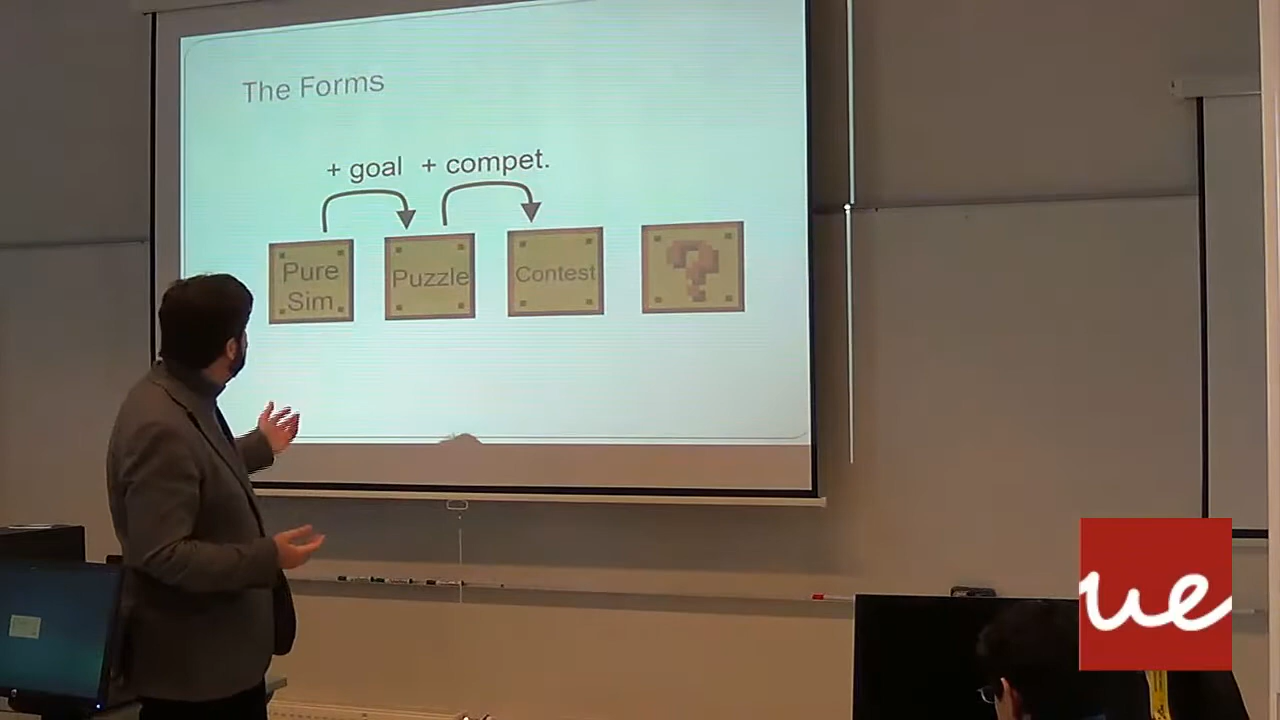 The Forms
+ goal + compet.
Pure
Sim
Puzzle
Contest
?
ue